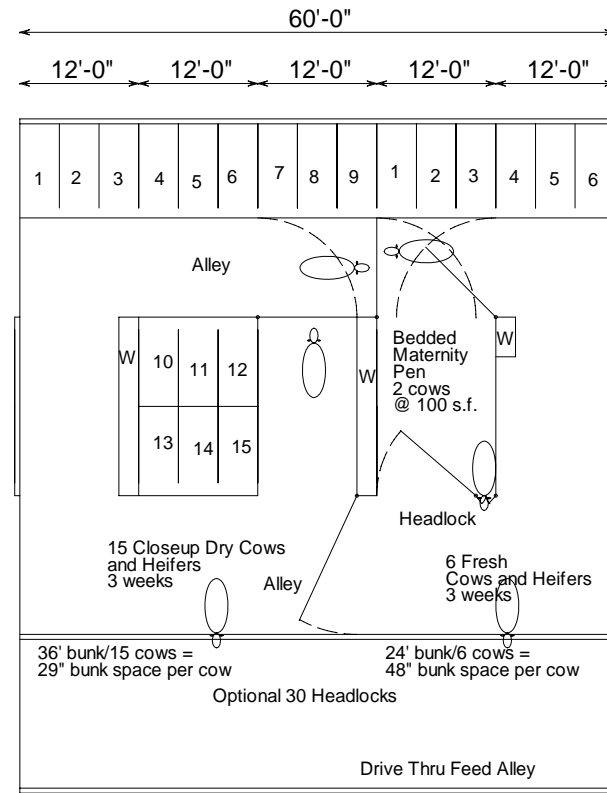 60'-0"
12'-0" 12'-0" 12'-0" 12'-0" 12'-0"
1 2 3 4 5 6 7 8 9 1 2 3 4 5 6
Alley
W 10 11 12
13 14 15
W
Bedded
Maternity
Pen
2 cows
@ 100 s.f.
W
Headlock
15 Closeup Dry Cows
and Heifers
3 weeks
Alley
6 Fresh
Cows and Heifers
3 weeks
36' bunk/15 cows =
29" bunk space per cow
24' bunk/6 cows =
48" bunk space per cow
Optional 30 Headlocks
Drive Thru Feed Alley